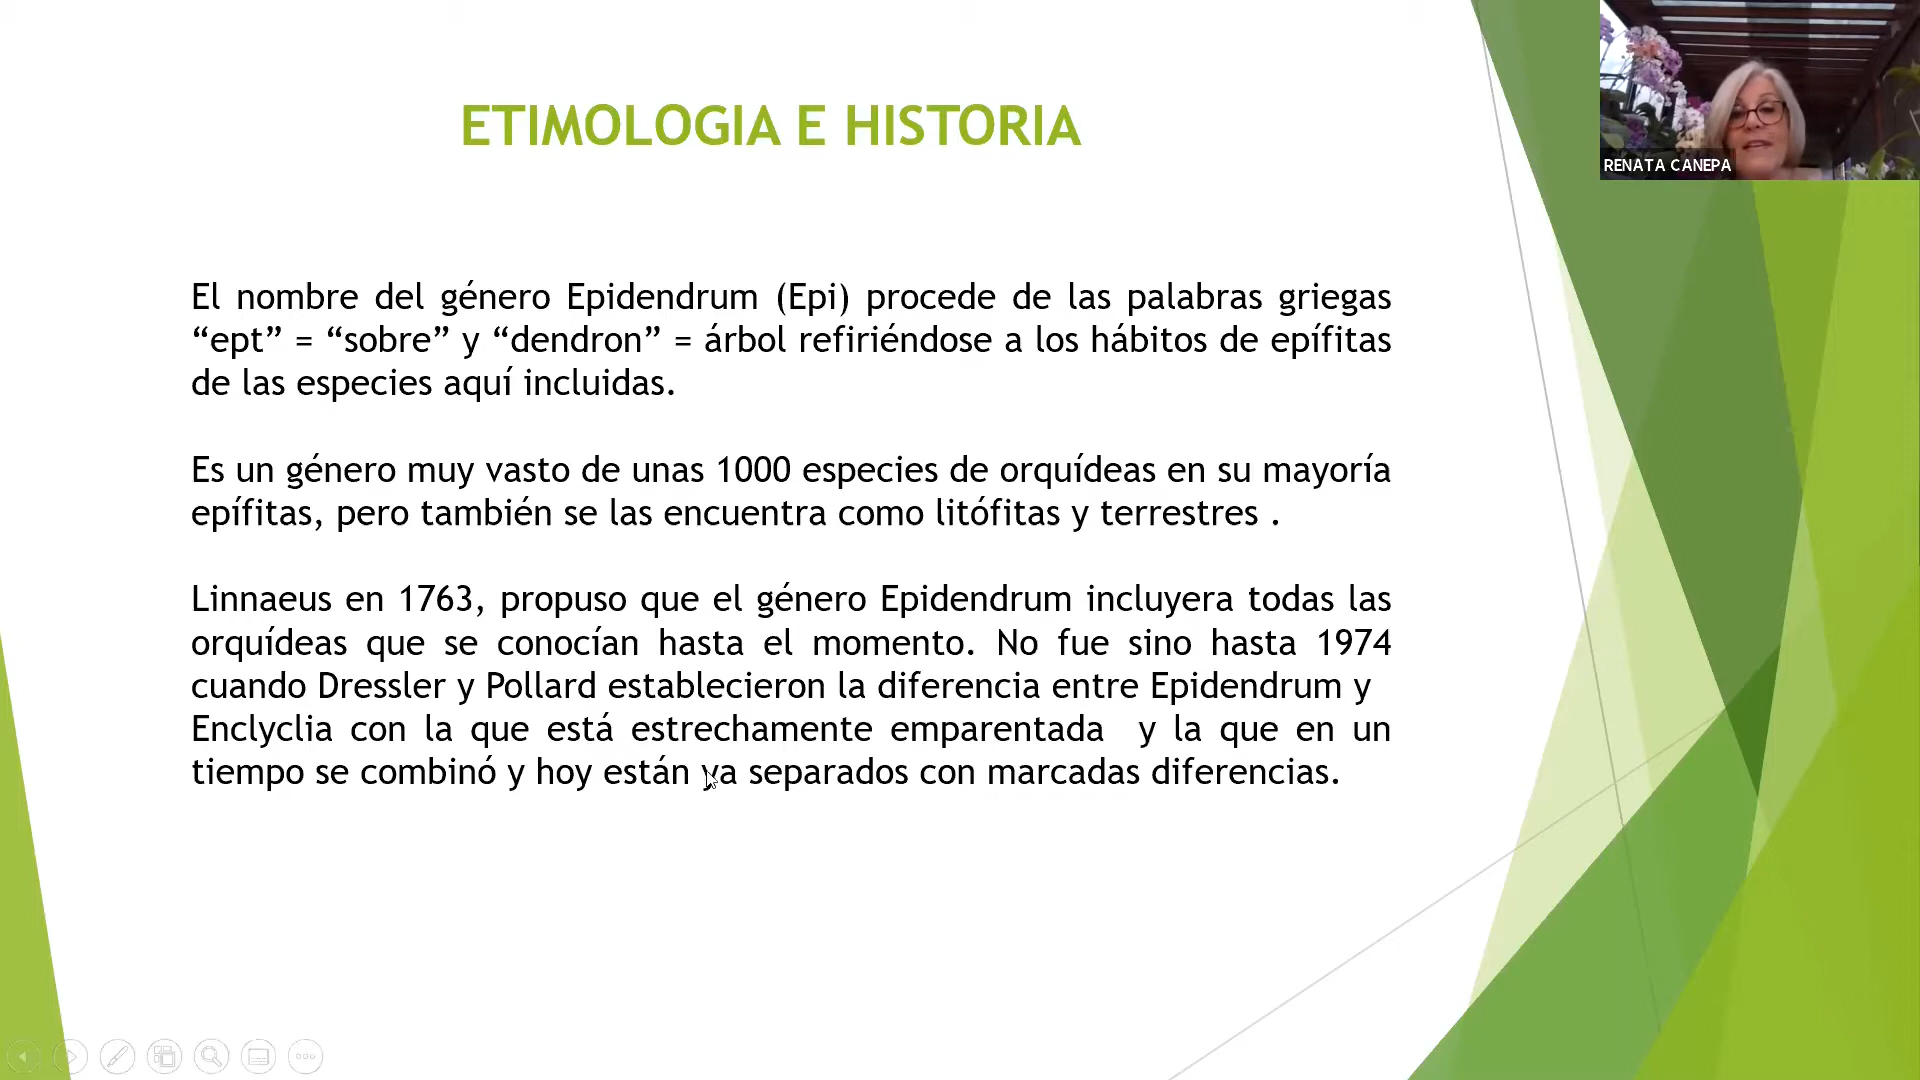 ETIMOLOGIA E HISTORIA
RENATA CANEPA
El nombre del género Epidendrum (Epi) procede de las palabras griegas
“ept” = “sobre” y “dendron” = árbol refiriéndose a los hábitos de epífitas
de las especies aquí incluidas.
Es un género muy vasto de unas 1000 especies de orquídeas en su mayoría
epífitas, pero también se las encuentra como litófitas y terrestres .
Linnaeus en 1763, propuso que el género Epidendrum incluyera todas las
orquídeas que se conocían hasta el momento. No fue sino hasta 1974
cuando Dressler y Pollard establecieron la diferencia entre Epidendrum y
Enclyclia con la que está estrechamente emparentada y la que en un
tiempo se combinó y hoy están ya separados con marcadas diferencias.